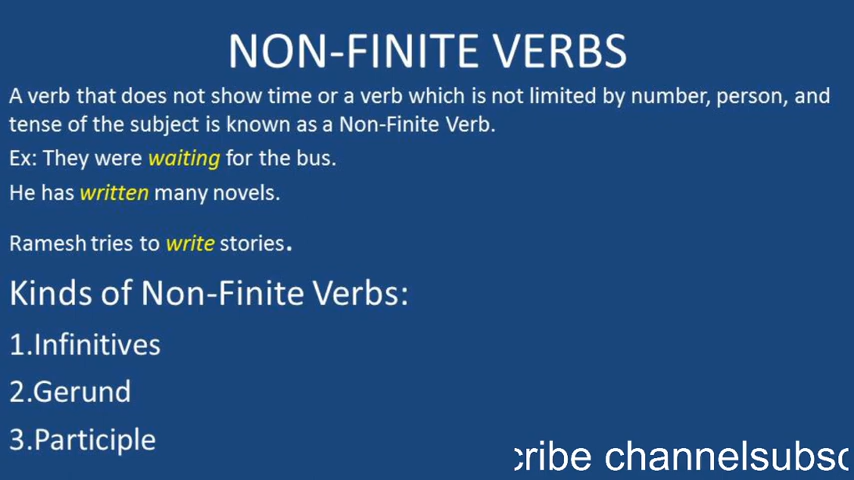 NON-FINITE VERBS
A verb that does not show time or a verb which is not limited by number, person, and
tense of the subject is known as a Non-Finite Verb.
Ex: They were waiting for the bus.
He has written many novels.
Ramesh tries to write stories.
Kinds of Non-Finite Verbs:
1.Infinitives
2.Gerund
3.Participle
cribe channelsubsc